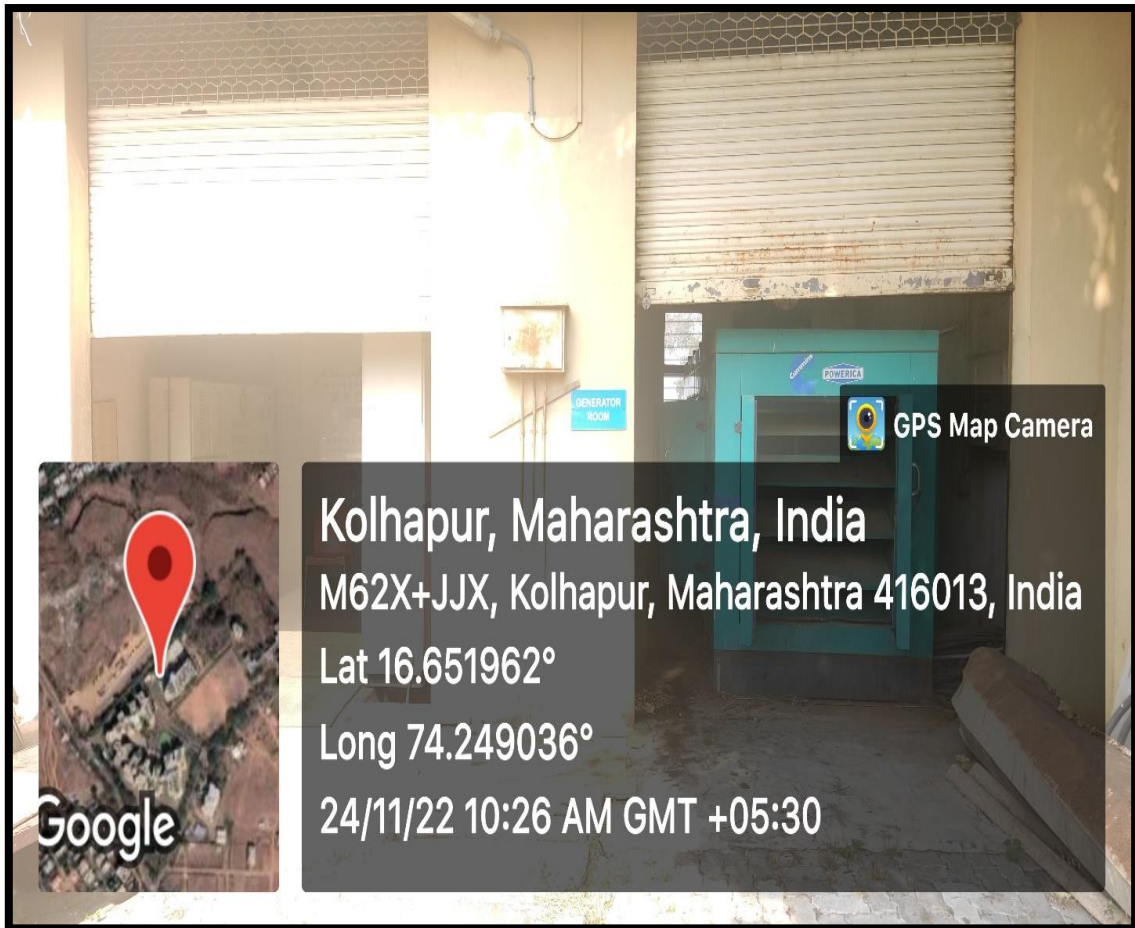 Cummins
POWERICA
GENERATOR
ROOM
GPS Map Camera
Kolhapur, Maharashtra, India
M62X+JJX, Kolhapur, Maharashtra 416013, India
Lat 16.651962°
Long 74.249036°
24/11/22 10:26 AM GMT +05:30
Google